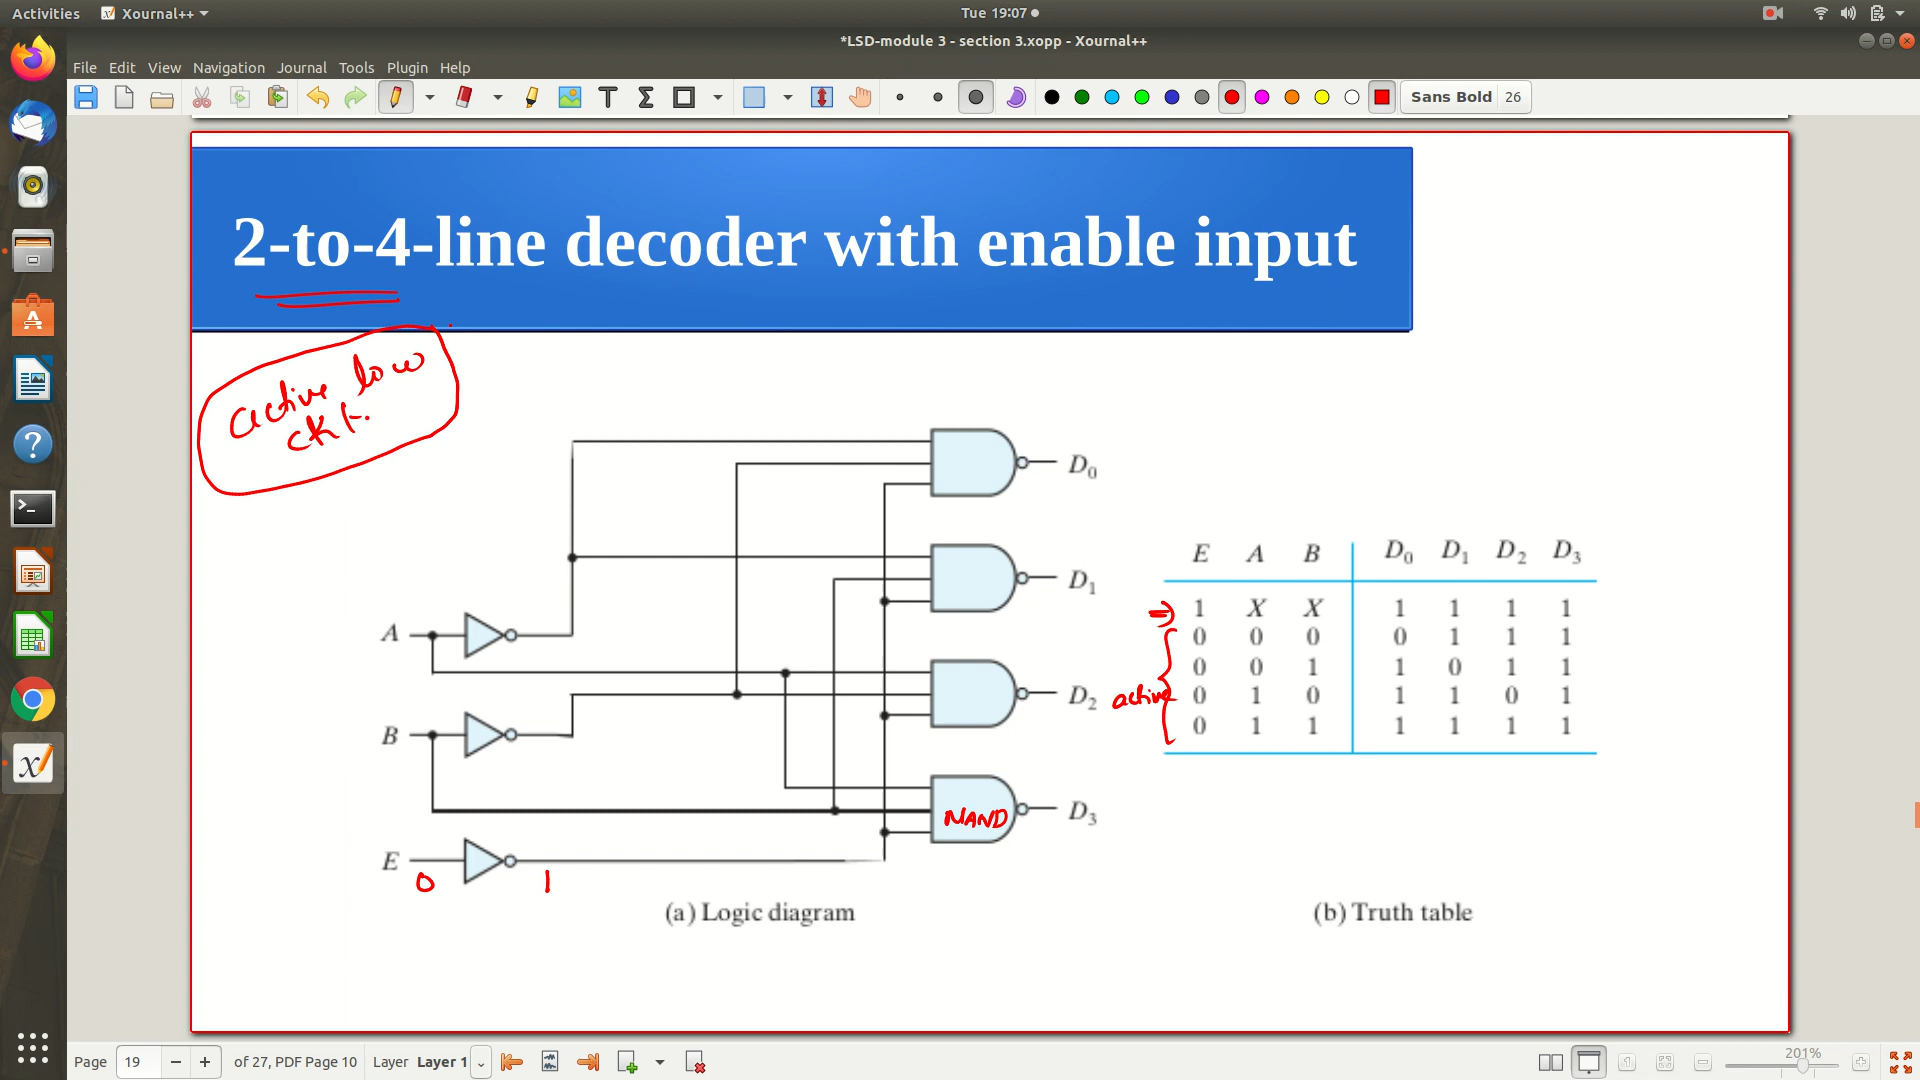 Activities Xournal++ Tue 19:07
*LSD-module 3 - section 3.xopp - Xournal++
File Edit View Navigation Journal Tools Plugin Help
Sans Bold 26
2-to-4-line decoder with enable input
active low
ckt.
D0
D1
A
D2
B
NAND
D3
E
0 1
(a) Logic diagram
E A B D0 D1 D2 D3
⇒ 1 X X 1 1 1 1
0 0 0 0 1 1 1
0 0 1 1 0 1 1
active 0 1 0 1 1 0 1
0 1 1 1 1 1 1
(b) Truth table
Page 19 − + of 27, PDF Page 10 Layer Layer 1 201%